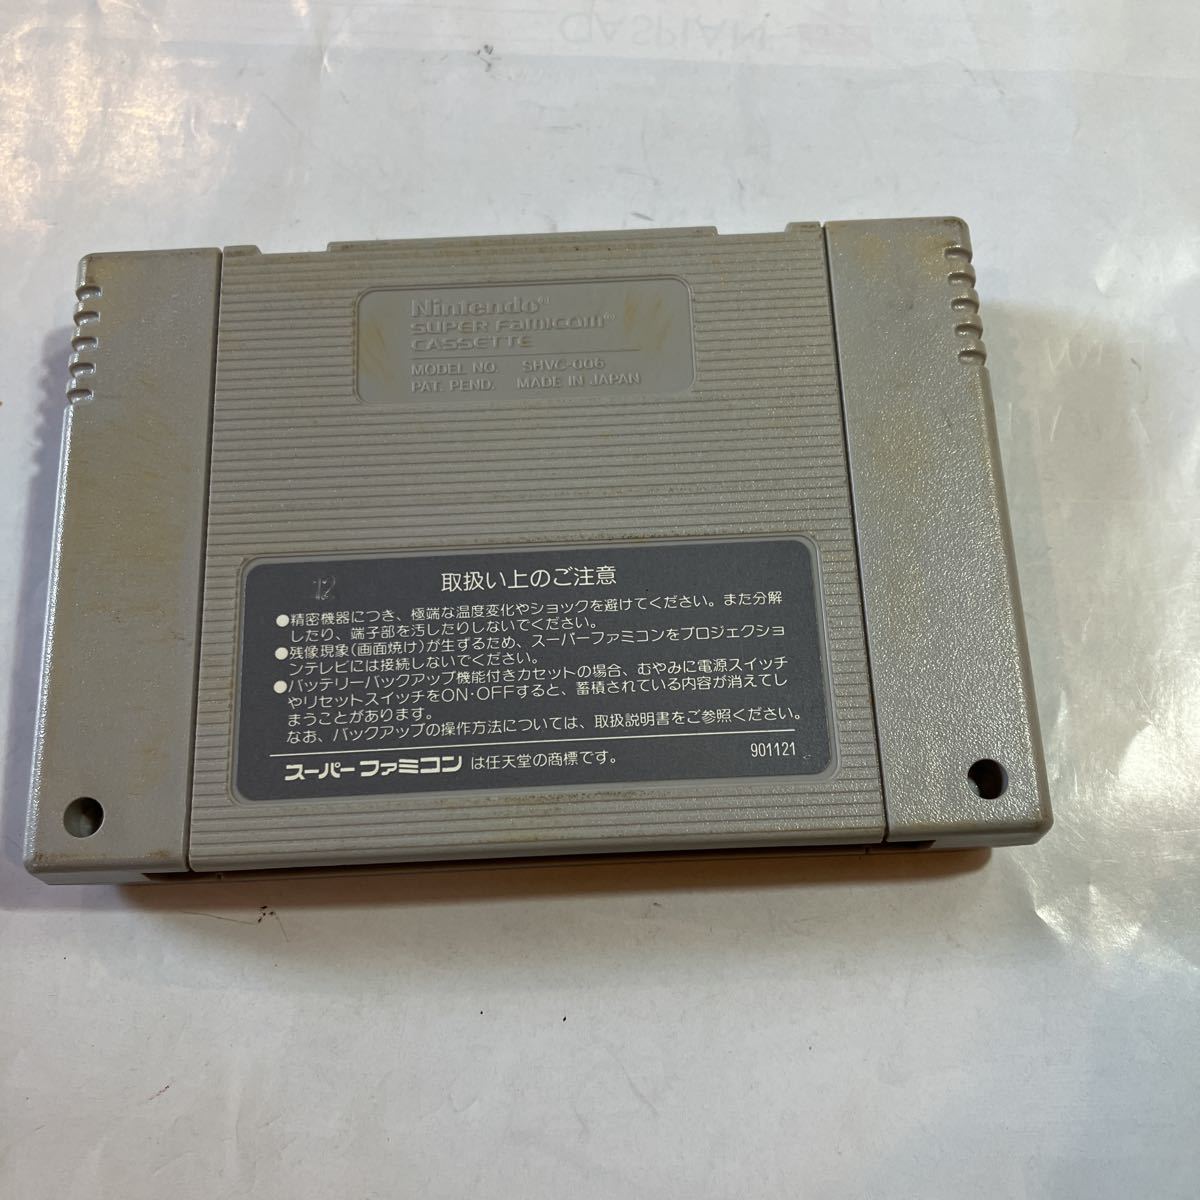 CASPIAN
Nintendo®
SUPER FAMICOM®
CASSETTE
MODEL NO. SHVC-006
PAT. PEND. MADE IN JAPAN
12
取扱い上のご注意
●精密機器につき、極端な温度変化やショックを避けてください。また分解
したり、端子部を汚したりしないでください。
●残像現象(画面焼け)が生ずるため、スーパーファミコンをプロジェクショ
ンテレビには接続しないでください。
●バッテリーバックアップ機能付きカセットの場合、むやみに電源スイッチ
やリセットスイッチをON・OFFすると、蓄積されている内容が消えてし
まうことがあります。
なお、バックアップの操作方法については、取扱説明書をご参照ください。
スーパーファミコン は任天堂の商標です。
901121